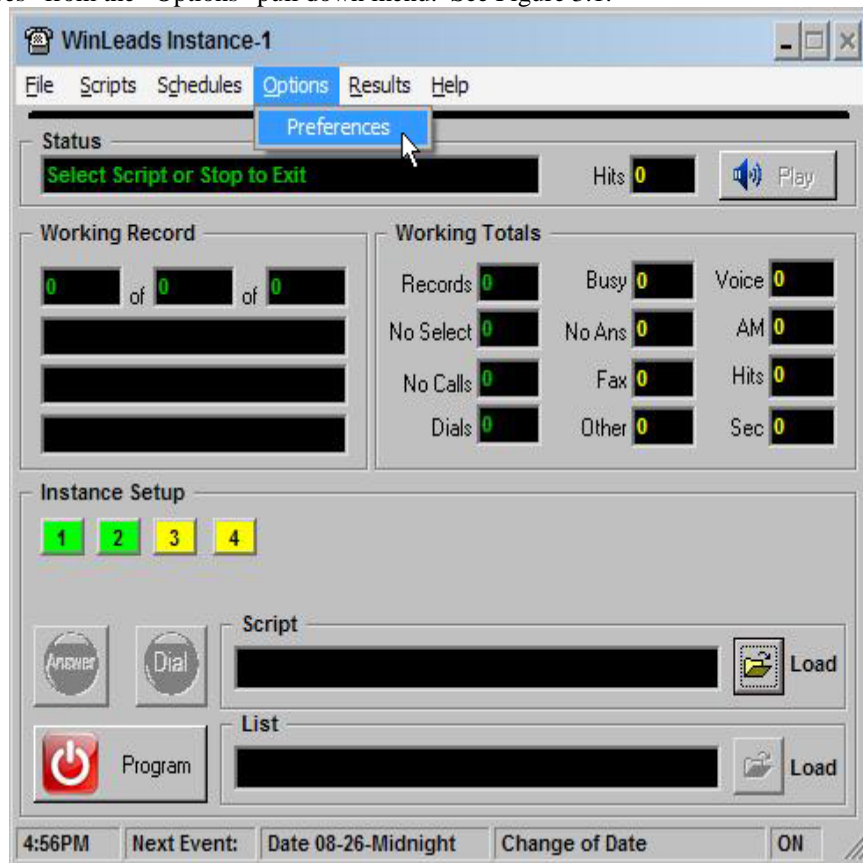 from the "Options" pull down menu. See Figure 3.1.
WinLeads Instance-1
File Scripts Schedules Options Results Help
Preferences
Status
Select Script or Stop to Exit
Hits 0
Play
Working Record
0 of 0 of 0
Working Totals
Records 0 Busy 0 Voice 0
No Select 0 No Ans 0 AM 0
No Calls 0 Fax 0 Hits 0
Dials 0 Other 0 Sec 0
Instance Setup
1 2 3 4
Answer
Dial
Script
Load
Program
List
Load
4:56PM Next Event: Date 08-26-Midnight Change of Date ON